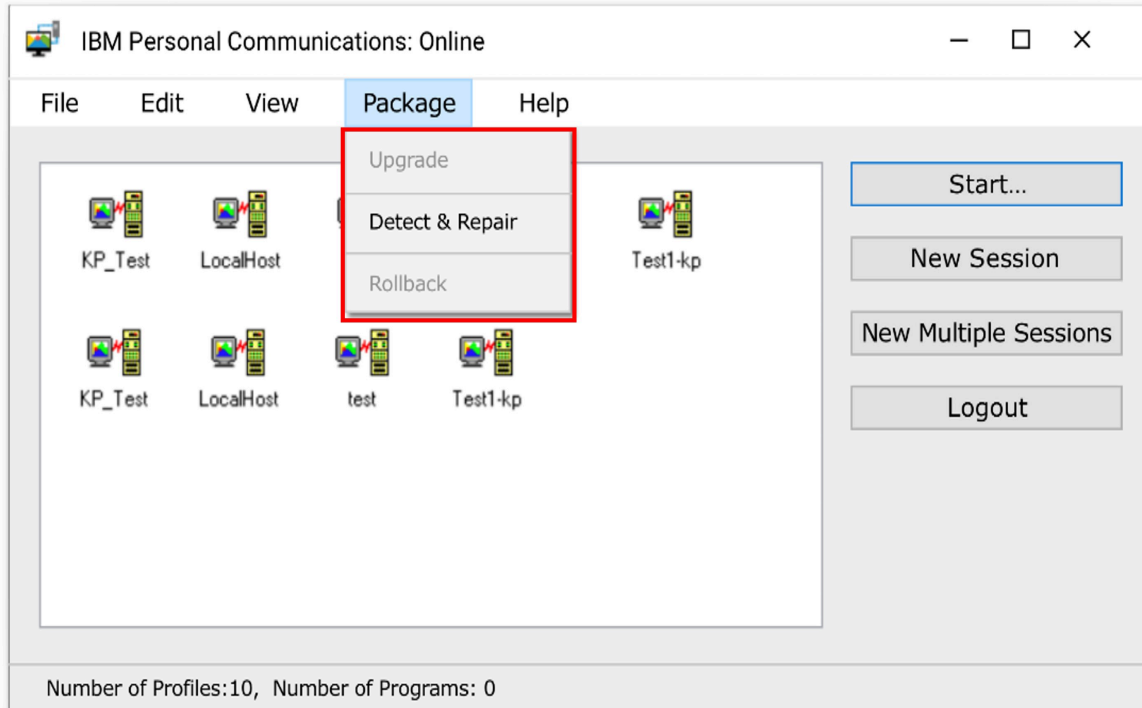 IBM Personal Communications: Online
File Edit View Package Help
Upgrade
Detect & Repair
Rollback
KP_Test LocalHost Test1-kp
KP_Test LocalHost test Test1-kp
Start...
New Session
New Multiple Sessions
Logout
Number of Profiles:10, Number of Programs: 0